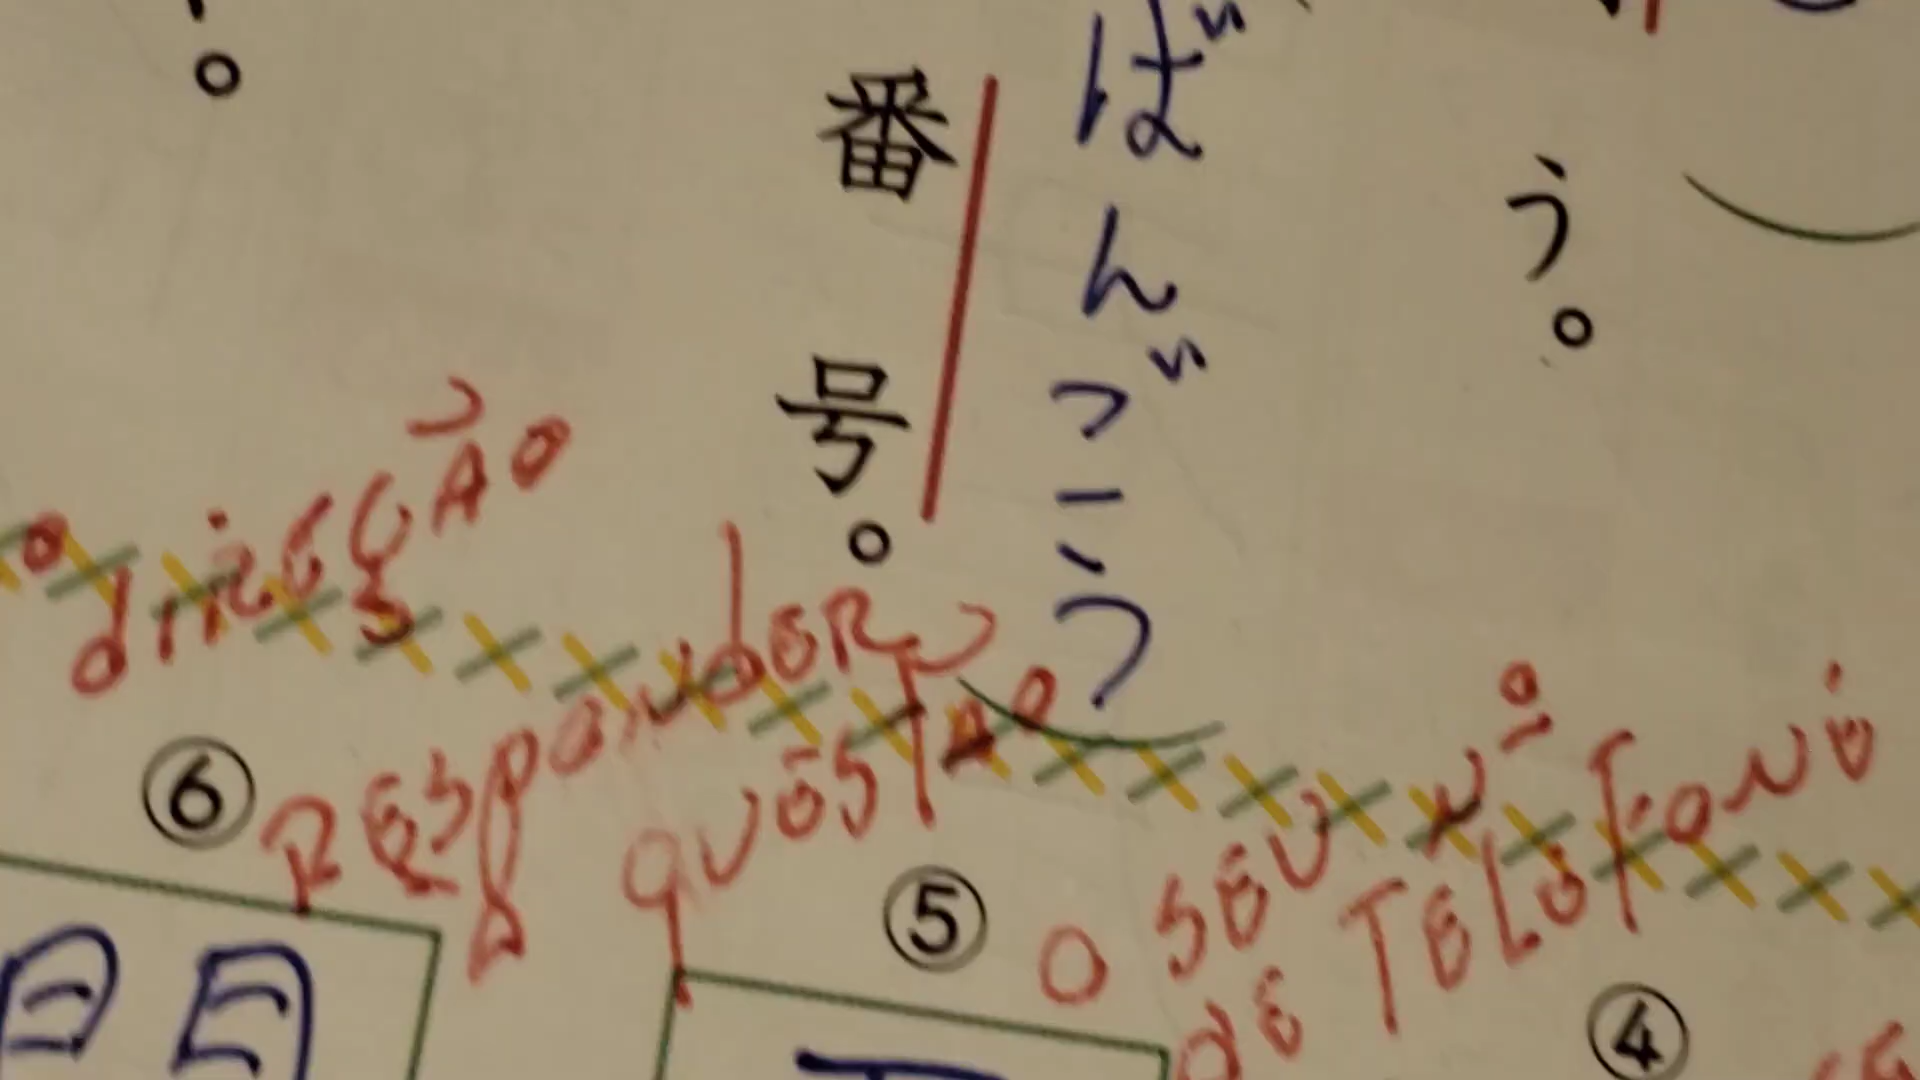 う。
ばんごう
番号。
direção
Responder
questão
o seu nº
de telefone
④
⑤
⑥